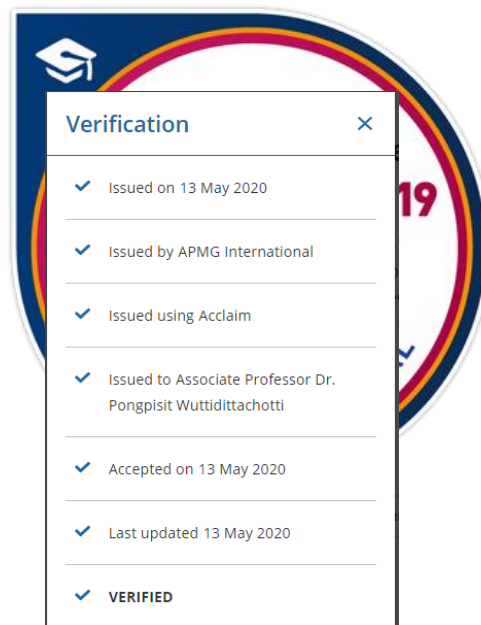 Verification
19
Issued on 13 May 2020
Issued by APMG International
Issued using Acclaim
Issued to Associate Professor Dr.
Pongpisit Wuttidittachotti
Accepted on 13 May 2020
Last updated 13 May 2020
VERIFIED